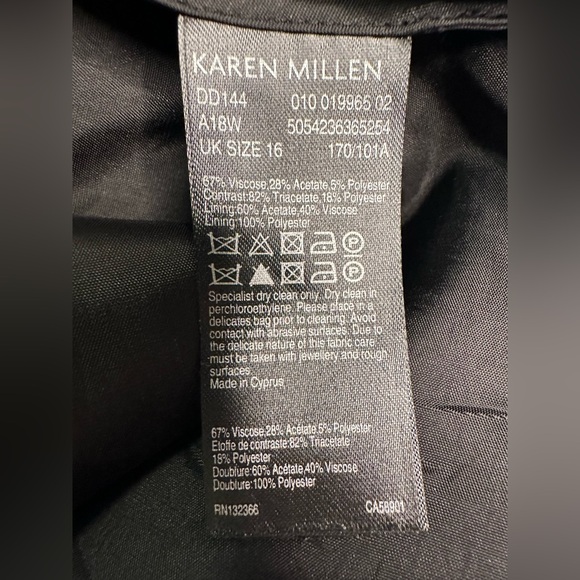 KAREN MILLEN
DD144 010 019965 02
A18W 5054236365254
UK SIZE 16 170/101A
67% Viscose,28% Acetate,5% Polyester
Contrast:82% Triacetate,18% Polyester
Lining:60% Acetate,40% Viscose
Lining:100% Polyester
P
P
Specialist dry clean only. Dry clean in
perchloroethylene. Please place in a
delicates bag prior to cleaning. Avoid
contact with abrasive surfaces. Due to
the delicate nature of this fabric care
must be taken with jewellery and rough
surfaces
Made in Cyprus
67% Viscose,28% Acétate,5% Polyester
Etoffe de contraste:82% Triacetate
18% Polyester
Doublure:60% Acétate,40% Viscose
Doublure:100% Polyester
RN132366 CA59901